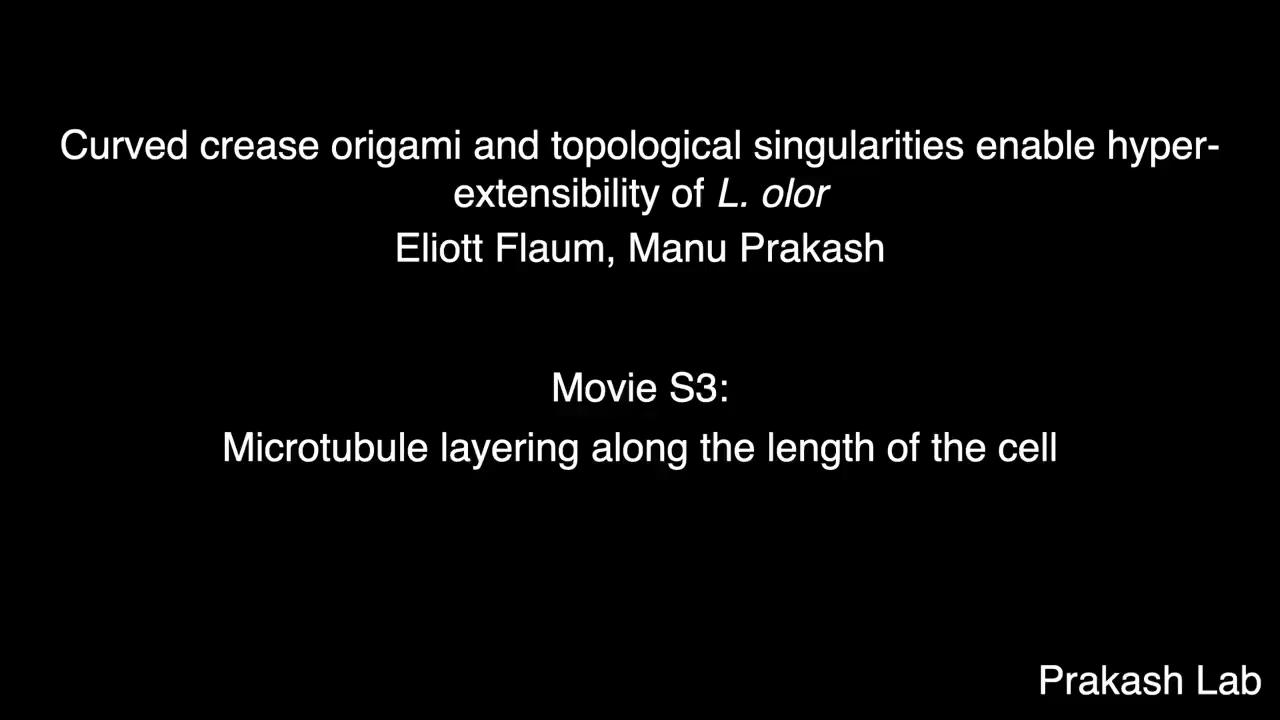 Curved crease origami and topological singularities enable hyper-
extensibility of L. olor
Eliott Flaum, Manu Prakash
Movie S3:
Microtubule layering along the length of the cell
Prakash Lab